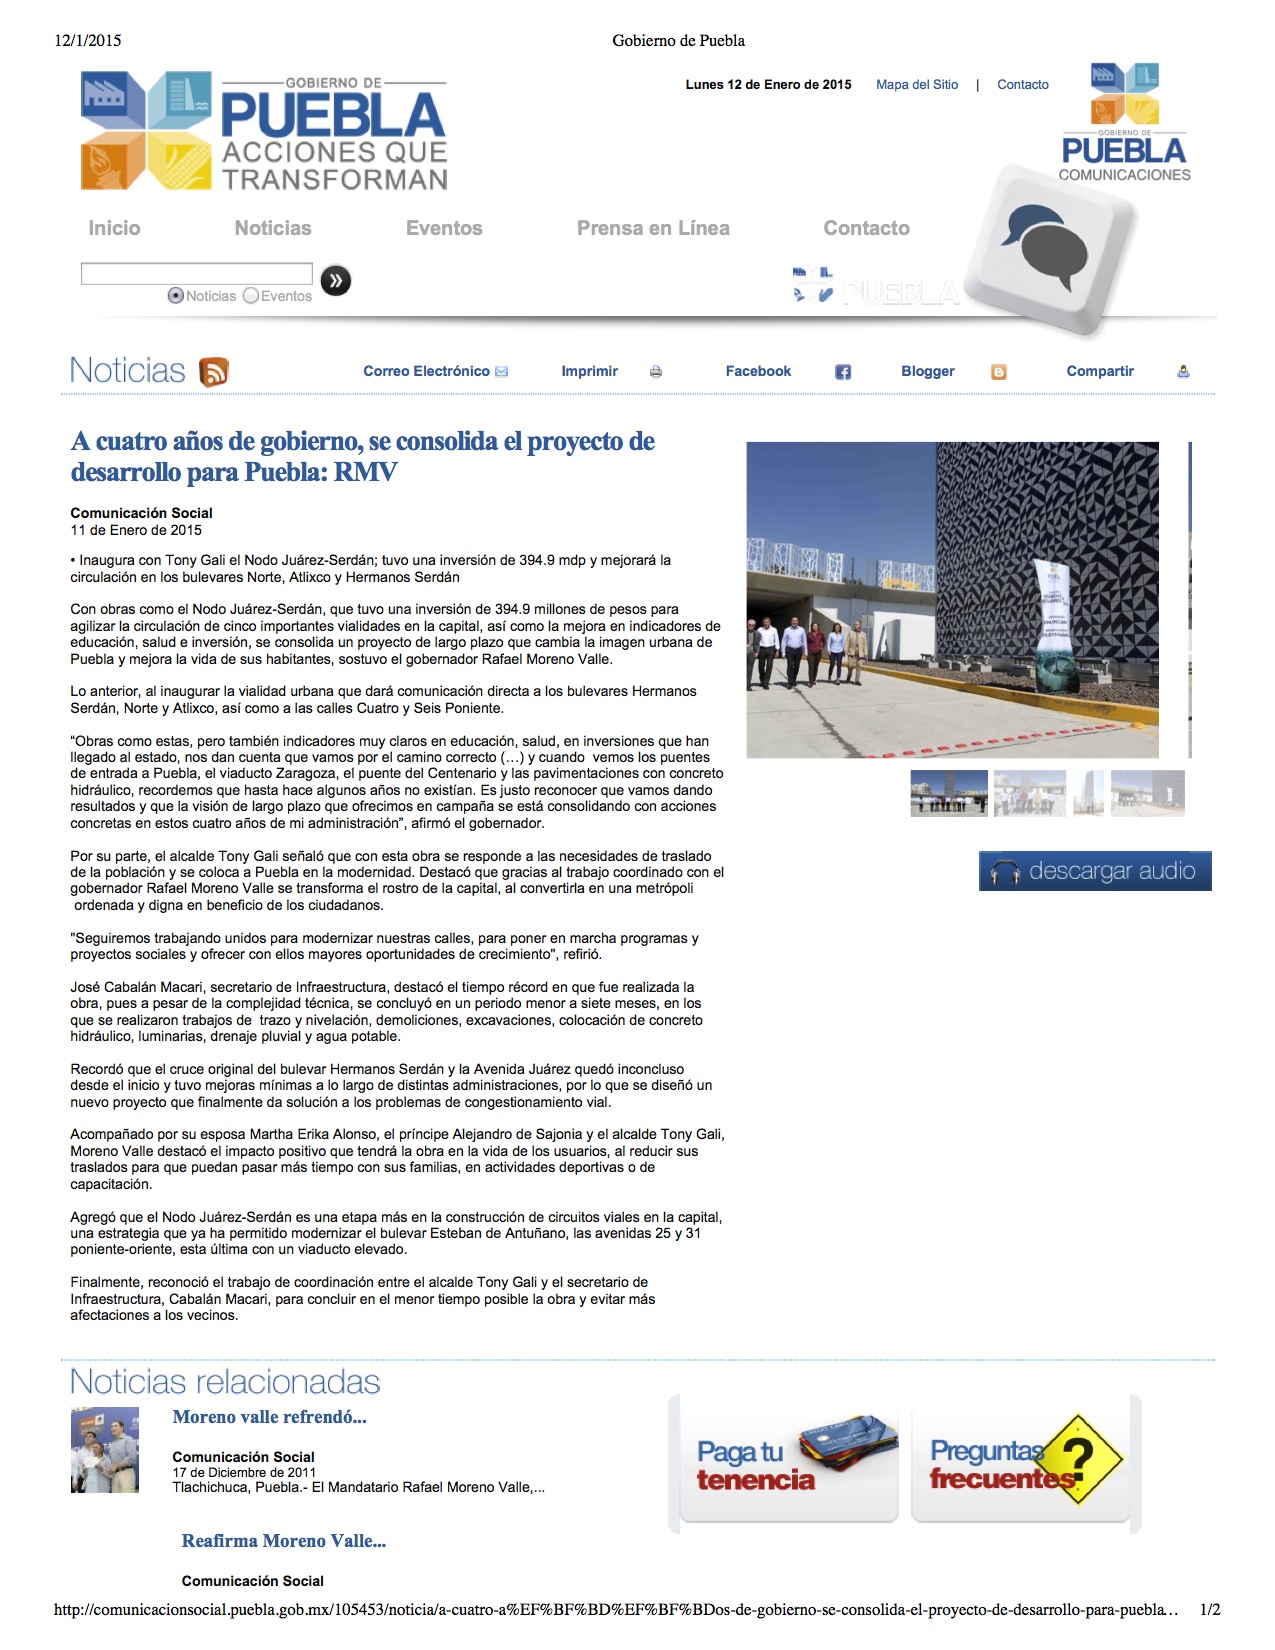 12/1/2015 Gobierno de Puebla
GOBIERNO DE
PUEBLA
ACCIONES QUE
TRANSFORMAN
Lunes 12 de Enero de 2015 Mapa del Sitio | Contacto
GOBIERNO DE
PUEBLA
COMUNICACIONES
Inicio Noticias Eventos Prensa en Línea Contacto
Noticias Eventos
PUEBLA
Noticias Correo Electrónico Imprimir Facebook Blogger Compartir
A cuatro años de gobierno, se consolida el proyecto de
desarrollo para Puebla: RMV
Comunicación Social
11 de Enero de 2015
• Inaugura con Tony Gali el Nodo Juárez-Serdán; tuvo una inversión de 394.9 mdp y mejorará la
circulación en los bulevares Norte, Atlixco y Hermanos Serdán
Con obras como el Nodo Juárez-Serdán, que tuvo una inversión de 394.9 millones de pesos para
agilizar la circulación de cinco importantes vialidades en la capital, así como la mejora en indicadores de
educación, salud e inversión, se consolida un proyecto de largo plazo que cambia la imagen urbana de
Puebla y mejora la vida de sus habitantes, sostuvo el gobernador Rafael Moreno Valle.
Lo anterior, al inaugurar la vialidad urbana que dará comunicación directa a los bulevares Hermanos
Serdán, Norte y Atlixco, así como a las calles Cuatro y Seis Poniente.
“Obras como estas, pero también indicadores muy claros en educación, salud, en inversiones que han
llegado al estado, nos dan cuenta que vamos por el camino correcto (…) y cuando vemos los puentes
de entrada a Puebla, el viaducto Zaragoza, el puente del Centenario y las pavimentaciones con concreto
hidráulico, recordemos que hasta hace algunos años no existían. Es justo reconocer que vamos dando
resultados y que la visión de largo plazo que ofrecimos en campaña se está consolidando con acciones
concretas en estos cuatro años de mi administración”, afirmó el gobernador.
Por su parte, el alcalde Tony Gali señaló que con esta obra se responde a las necesidades de traslado
de la población y se coloca a Puebla en la modernidad. Destacó que gracias al trabajo coordinado con el
gobernador Rafael Moreno Valle se transforma el rostro de la capital, al convertirla en una metrópoli
ordenada y digna en beneficio de los ciudadanos.
"Seguiremos trabajando unidos para modernizar nuestras calles, para poner en marcha programas y
proyectos sociales y ofrecer con ellos mayores oportunidades de crecimiento", refirió.
José Cabalán Macari, secretario de Infraestructura, destacó el tiempo récord en que fue realizada la
obra, pues a pesar de la complejidad técnica, se concluyó en un periodo menor a siete meses, en los
que se realizaron trabajos de trazo y nivelación, demoliciones, excavaciones, colocación de concreto
hidráulico, luminarias, drenaje pluvial y agua potable.
Recordó que el cruce original del bulevar Hermanos Serdán y la Avenida Juárez quedó inconcluso
desde el inicio y tuvo mejoras mínimas a lo largo de distintas administraciones, por lo que se diseñó un
nuevo proyecto que finalmente da solución a los problemas de congestionamiento vial.
Acompañado por su esposa Martha Erika Alonso, el príncipe Alejandro de Sajonia y el alcalde Tony Gali,
Moreno Valle destacó el impacto positivo que tendrá la obra en la vida de los usuarios, al reducir sus
traslados para que puedan pasar más tiempo con sus familias, en actividades deportivas o de
capacitación.
Agregó que el Nodo Juárez-Serdán es una etapa más en la construcción de circuitos viales en la capital,
una estrategia que ya ha permitido modernizar el bulevar Esteban de Antuñano, las avenidas 25 y 31
poniente-oriente, esta última con un viaducto elevado.
Finalmente, reconoció el trabajo de coordinación entre el alcalde Tony Gali y el secretario de
Infraestructura, Cabalán Macari, para concluir en el menor tiempo posible la obra y evitar más
afectaciones a los vecinos.
descargar audio
Noticias relacionadas
Moreno valle refrendó...
Comunicación Social
17 de Diciembre de 2011
Tlachichuca, Puebla.- El Mandatario Rafael Moreno Valle,...
Reafirma Moreno Valle...
Comunicación Social
Paga tu
tenencia
Preguntas
frecuentes
?
http://comunicacionsocial.puebla.gob.mx/105453/noticia/a-cuatro-a%EF%BF%BD%EF%BF%BDos-de-gobierno-se-consolida-el-proyecto-de-desarrollo-para-puebla… 1/2